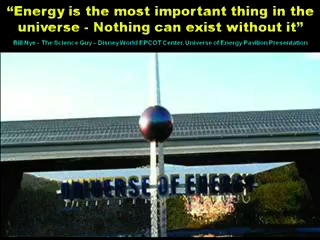 “Energy is the most important thing in the
universe - Nothing can exist without it”
Bill Nye - The Science Guy - Disney World EPCOT Center, Universe of Energy Pavilion Presentation
UNIVERSE OF ENERGY